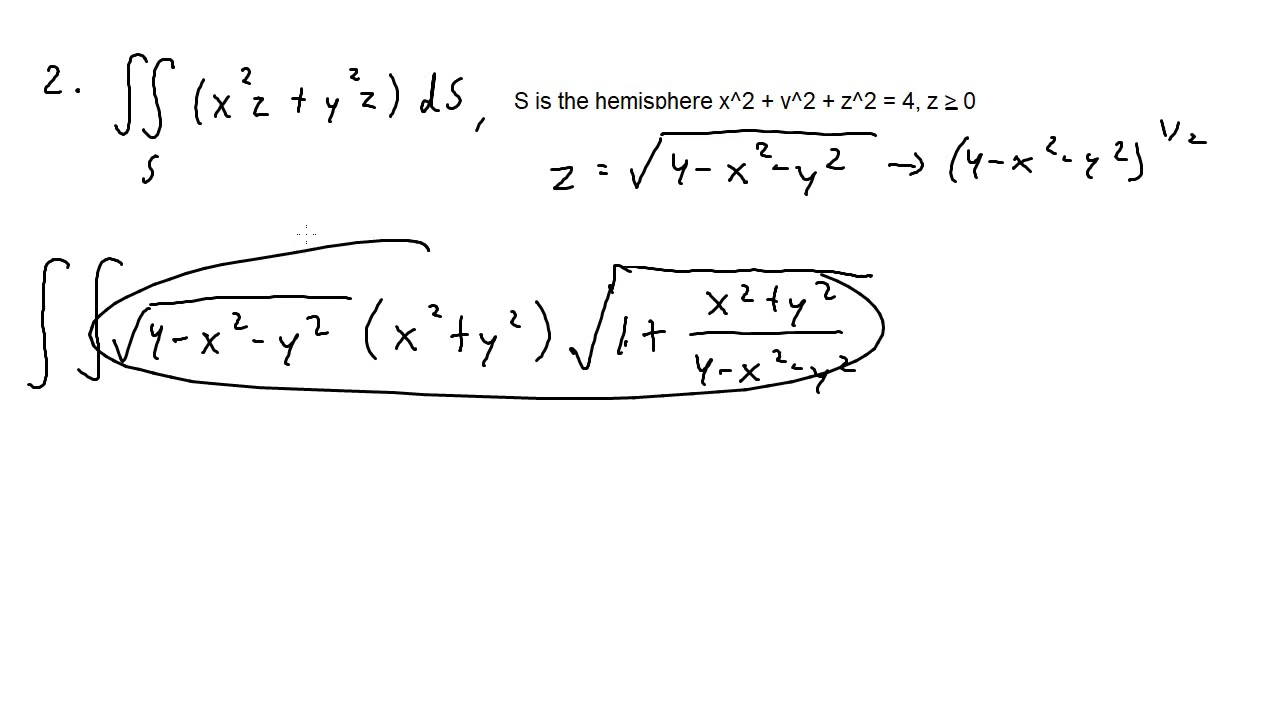 2. ∬_S (x²z + y²z) dS, S is the hemisphere x^2 + y^2 + z^2 = 4, z ≥ 0
z = √(4-x²-y²) → (4-x²-y²)^1/2
∬ √(4-x²-y²) (x²+y²) √(1 + (x²+y²)/(4-x²-y²))